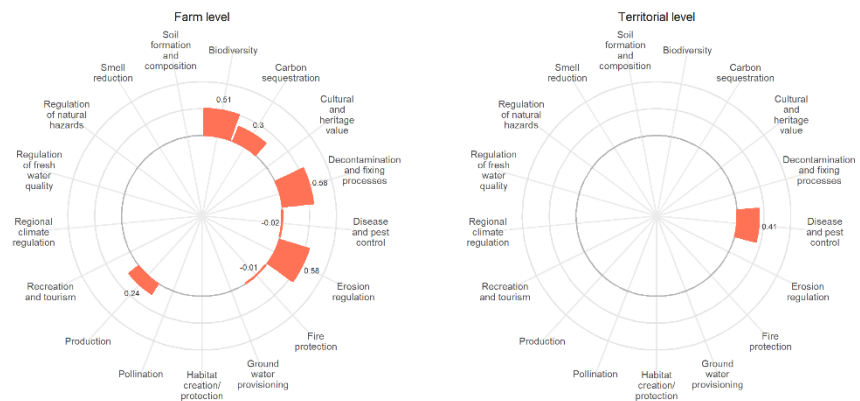 Farm level
Soil
formation
and
composition
Biodiversity
Carbon
sequestration
Cultural
and
heritage
value
Decontamination
and fixing
processes
Disease
and pest
control
Erosion
regulation
Fire
protection
Ground
water
provisioning
Habitat
creation/
protection
Pollination
Production
Recreation
and tourism
Regional
climate
regulation
Regulation
of fresh
water
quality
Regulation
of natural
hazards
Smell
reduction
0.51
0.3
0.58
-0.02
0.58
-0.01
0.24
Territorial level
Soil
formation
and
composition
Biodiversity
Carbon
sequestration
Cultural
and
heritage
value
Decontamination
and fixing
processes
Disease
and pest
control
Erosion
regulation
Fire
protection
Ground
water
provisioning
Habitat
creation/
protection
Pollination
Production
Recreation
and tourism
Regional
climate
regulation
Regulation
of fresh
water
quality
Regulation
of natural
hazards
Smell
reduction
0.41